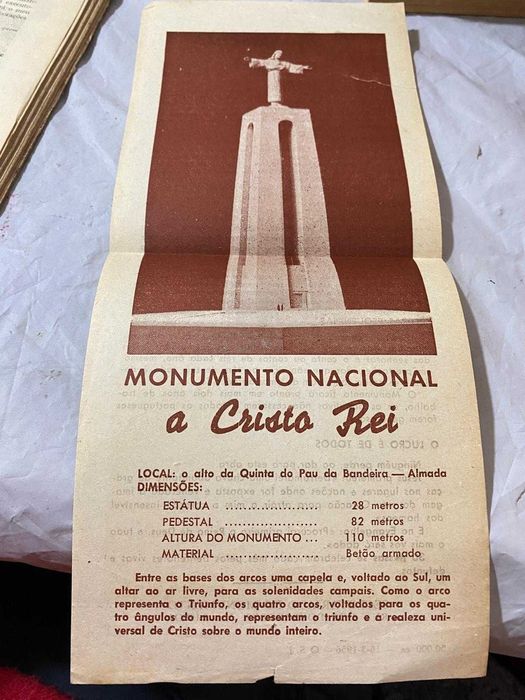 MONUMENTO NACIONAL
a Cristo Rei
LOCAL: o alto da Quinta do Pau da Bandeira — Almada
DIMENSÕES:
ESTÁTUA ........................ 28 metros
PEDESTAL ..................... 82 metros
ALTURA DO MONUMENTO ... 110 metros
MATERIAL ........................ Betão armado
Entre as bases dos arcos uma capela e, voltado ao Sul, um
altar ao ar livre, para as solenidades campais. Como o arco
representa o Triunfo, os quatro arcos, voltados para os qua-
tro ângulos do mundo, representam o triunfo e a realeza uni-
versal de Cristo sobre o mundo inteiro.